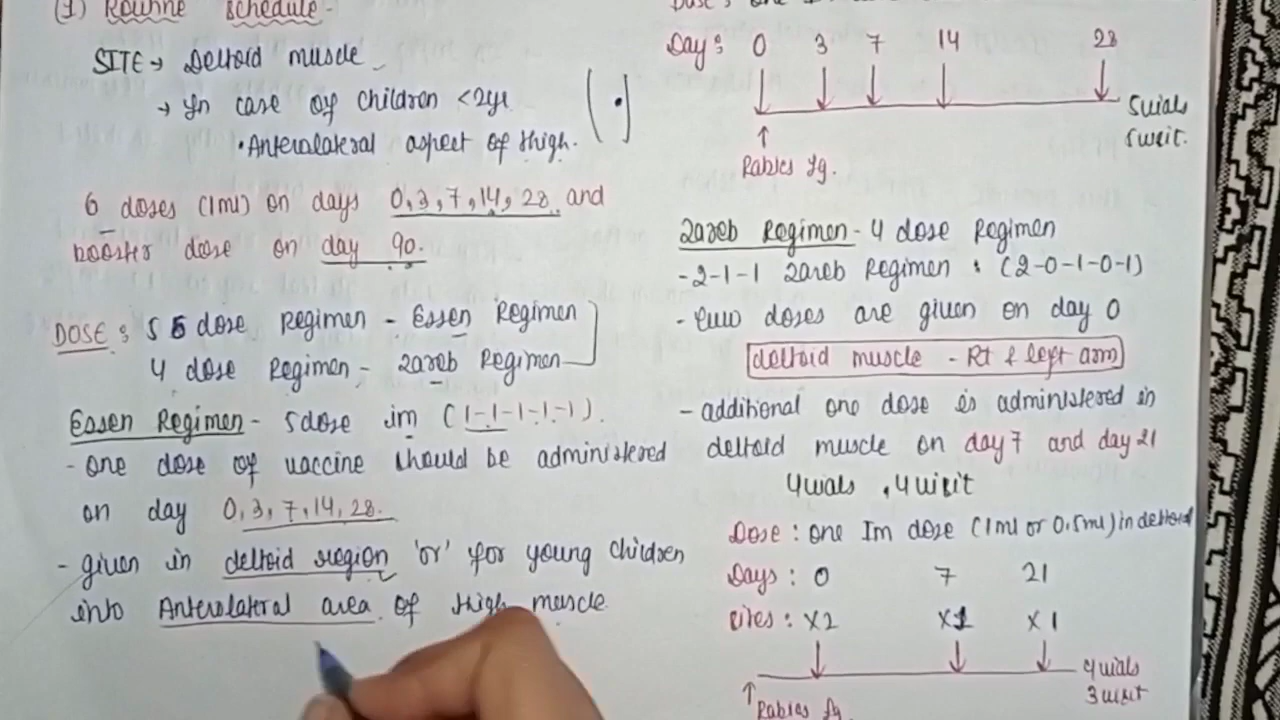 (1) Routine schedule-
SITE → Deltoid muscle
→ In case of children <2yr
• Anterolateral aspect of thigh.
6 doses (1ml) on days 0,3,7,14,28 and
booster dose on day 90.
DOSE : 5 dose Regimen - Essen Regimen
4 dose Regimen - Zareb Regimen
Essen Regimen - 5 dose im (1-1-1-1-1).
- one dose of vaccine should be administered
on day 0,3,7,14,28.
- given in deltoid region 'or' for young children
into Anterolateral area of thigh muscle
Day : 0 3 7 14 28
5 vials
5 visit.
Rabies Ig.
Zareb Regimen - 4 dose Regimen
- 2-1-1 Zareb Regimen : (2-0-1-0-1)
- two doses are given on day 0
deltoid muscle - Rt & left arm
- additional one dose is administered in
deltoid muscle on day 7 and day 21
4 vials , 4 visit
Dose : one Im dose (1ml or 0.5ml) in deltoid
Days : 0 7 21
Sites : x2 x1 x1
4 vials
3 visit
Rabies Ig